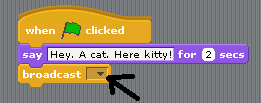 when clicked
say Hey. A cat. Here kitty! for 2 secs
broadcast